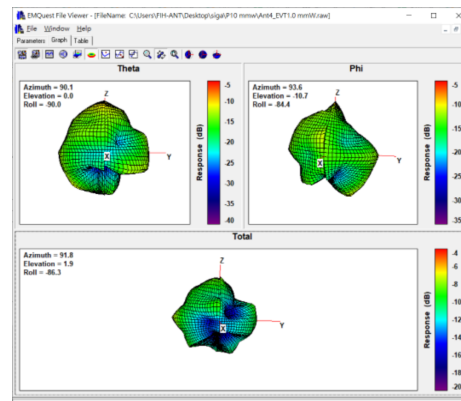 EMQuest File Viewer - [FileName: C:\Users\FIH-ANT\Desktop\siga\P10 mmw\Ant4_EVT1.0 mmW.raw]
File Window Help
Parameters Graph Table
Theta
Azimuth = 90.1
Elevation = 0.0
Roll = -90.0
Z
X
Y
Response (dB)
-5
-10
-15
-20
-25
-30
-35
-40
Phi
Azimuth = 93.6
Elevation = -10.7
Roll = -84.4
Z
X
Y
Response (dB)
-5
-10
-15
-20
-25
-30
-35
Total
Azimuth = 91.8
Elevation = 1.9
Roll = -86.3
Z
X
Y
Response (dB)
-4
-6
-8
-10
-12
-14
-16
-18
-20